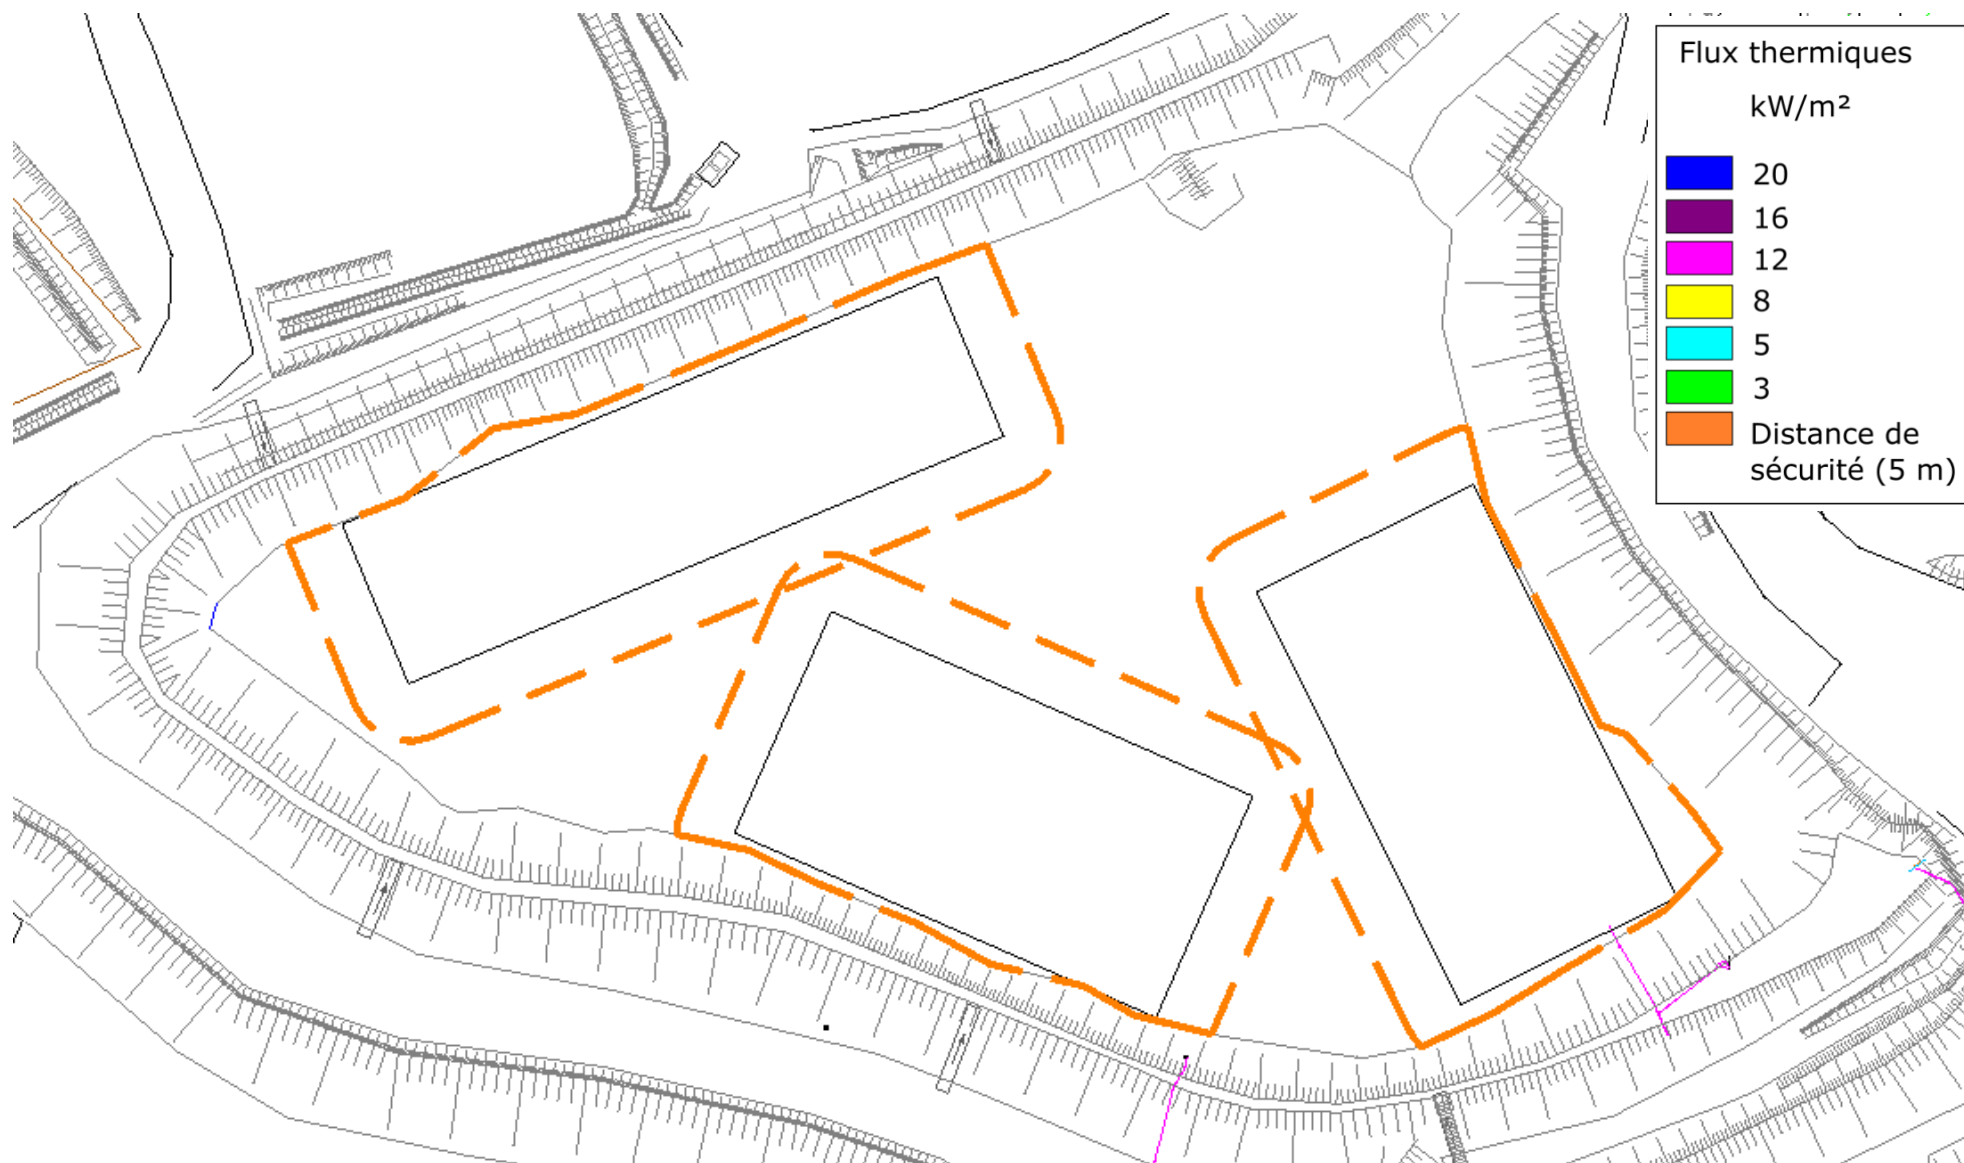 Flux thermiques
kW/m²
20
16
12
8
5
3
Distance de
sécurité (5 m)